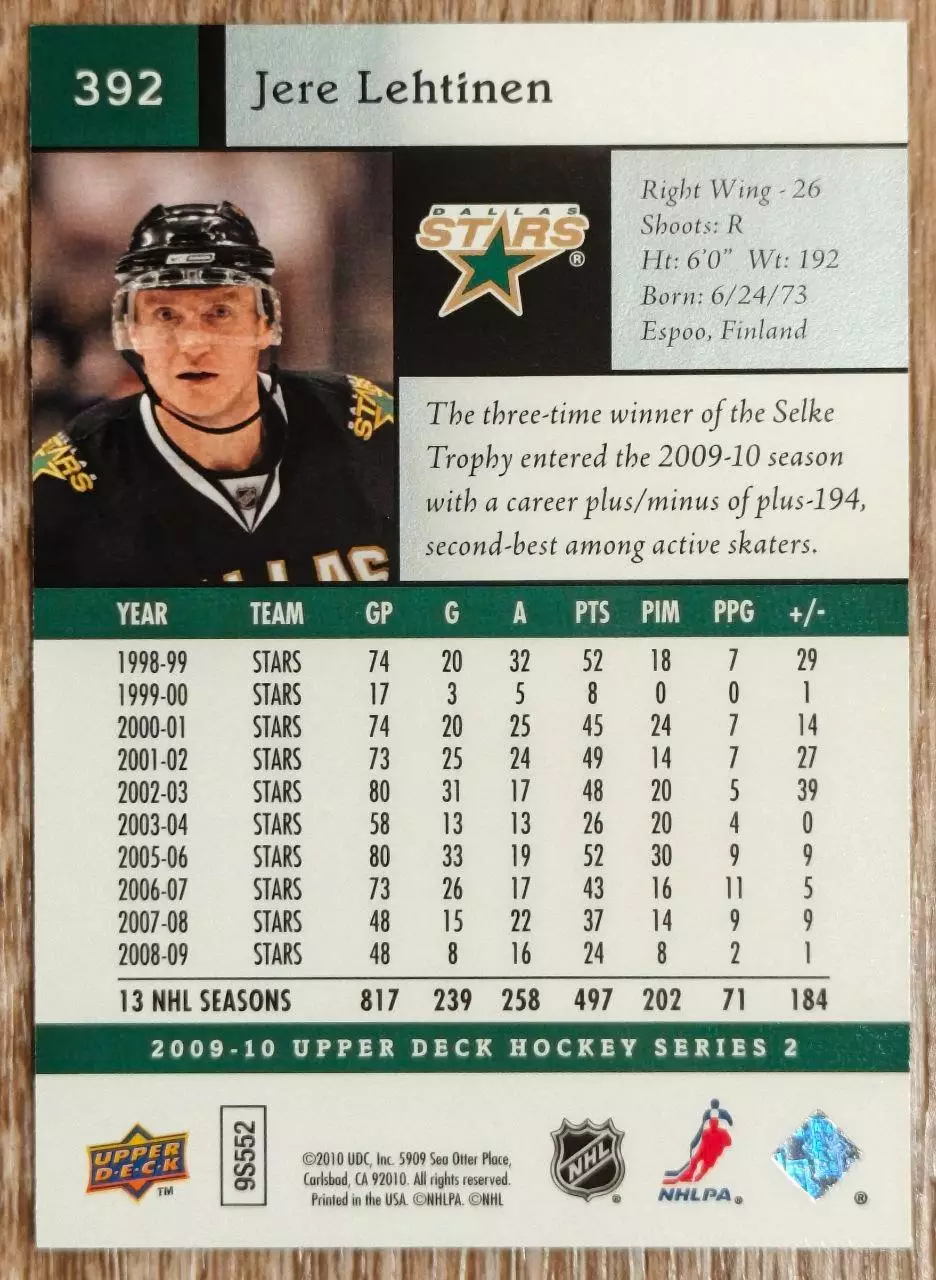 392
Jere Lehtinen
DALLAS
STARS
®
Right Wing - 26
Shoots: R
Ht: 6'0" Wt: 192
Born: 6/24/73
Espoo, Finland
STARS
STARS
The three-time winner of the Selke
Trophy entered the 2009-10 season
with a career plus/minus of plus-194,
second-best among active skaters.
YEAR TEAM GP G A PTS PIM PPG +/-
1998-99 STARS 74 20 32 52 18 7 29
1999-00 STARS 17 3 5 8 0 0 1
2000-01 STARS 74 20 25 45 24 7 14
2001-02 STARS 73 25 24 49 14 7 27
2002-03 STARS 80 31 17 48 20 5 39
2003-04 STARS 58 13 13 26 20 4 0
2005-06 STARS 80 33 19 52 30 9 9
2006-07 STARS 73 26 17 43 16 11 5
2007-08 STARS 48 15 22 37 14 9 9
2008-09 STARS 48 8 16 24 8 2 1
13 NHL SEASONS 817 239 258 497 202 71 184
2009-10 UPPER DECK HOCKEY SERIES 2
UPPER
D·E·C·K
TM
9S552
©2010 UDC, Inc. 5909 Sea Otter Place,
Carlsbad, CA 92010. All rights reserved.
Printed in the USA. ©NHLPA. ©NHL
NHL
®
NHLPA®
®